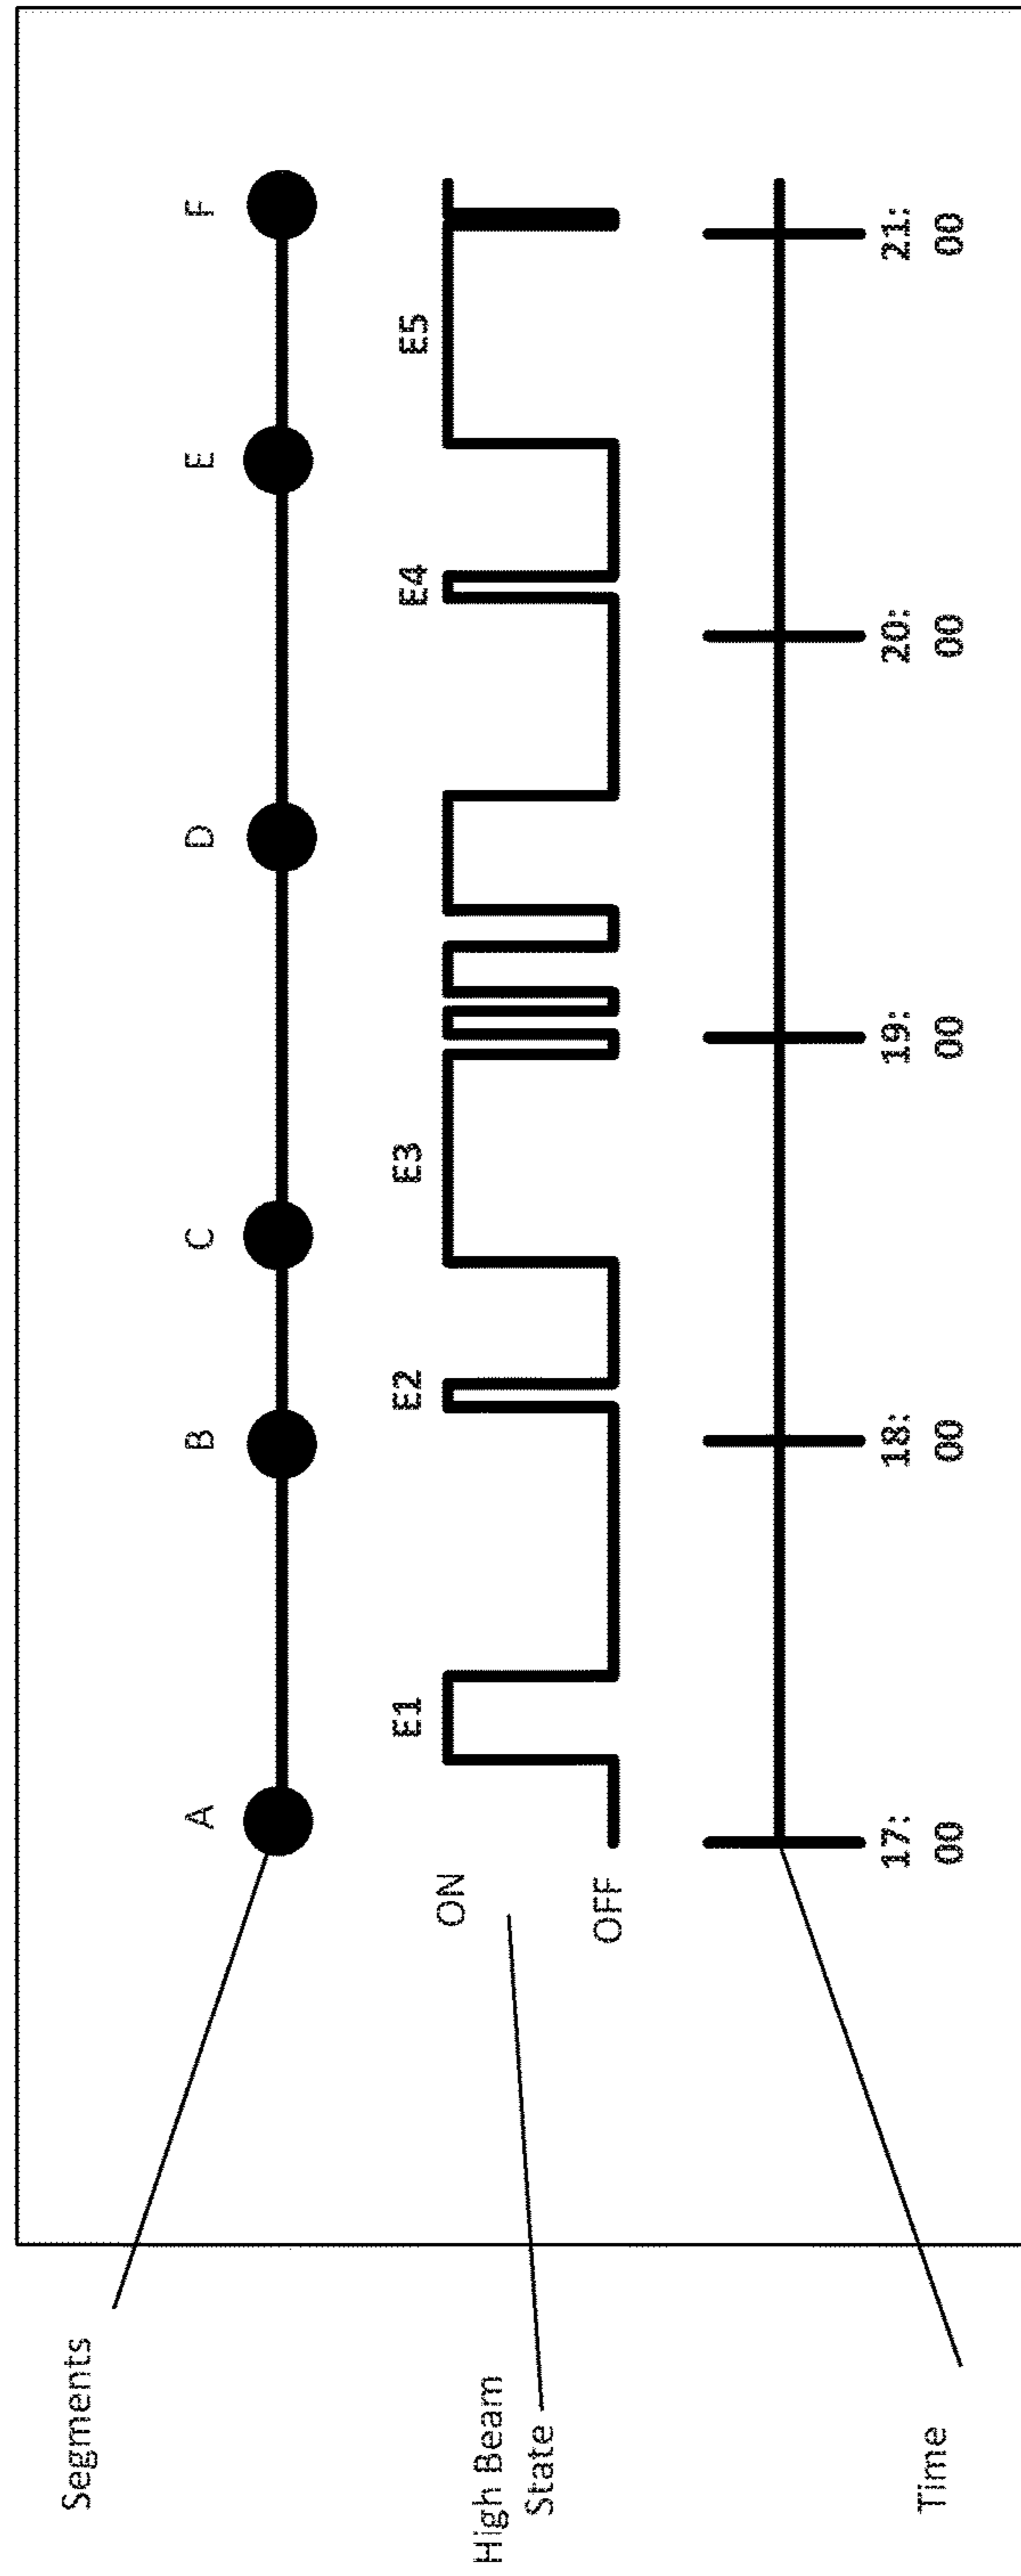 Segments
A
B
C
D
E
F
High Beam
State
ON
OFF
E1
E2
E3
E4
E5
Time
17:
00
18:
00
19:
00
20:
00
21:
00